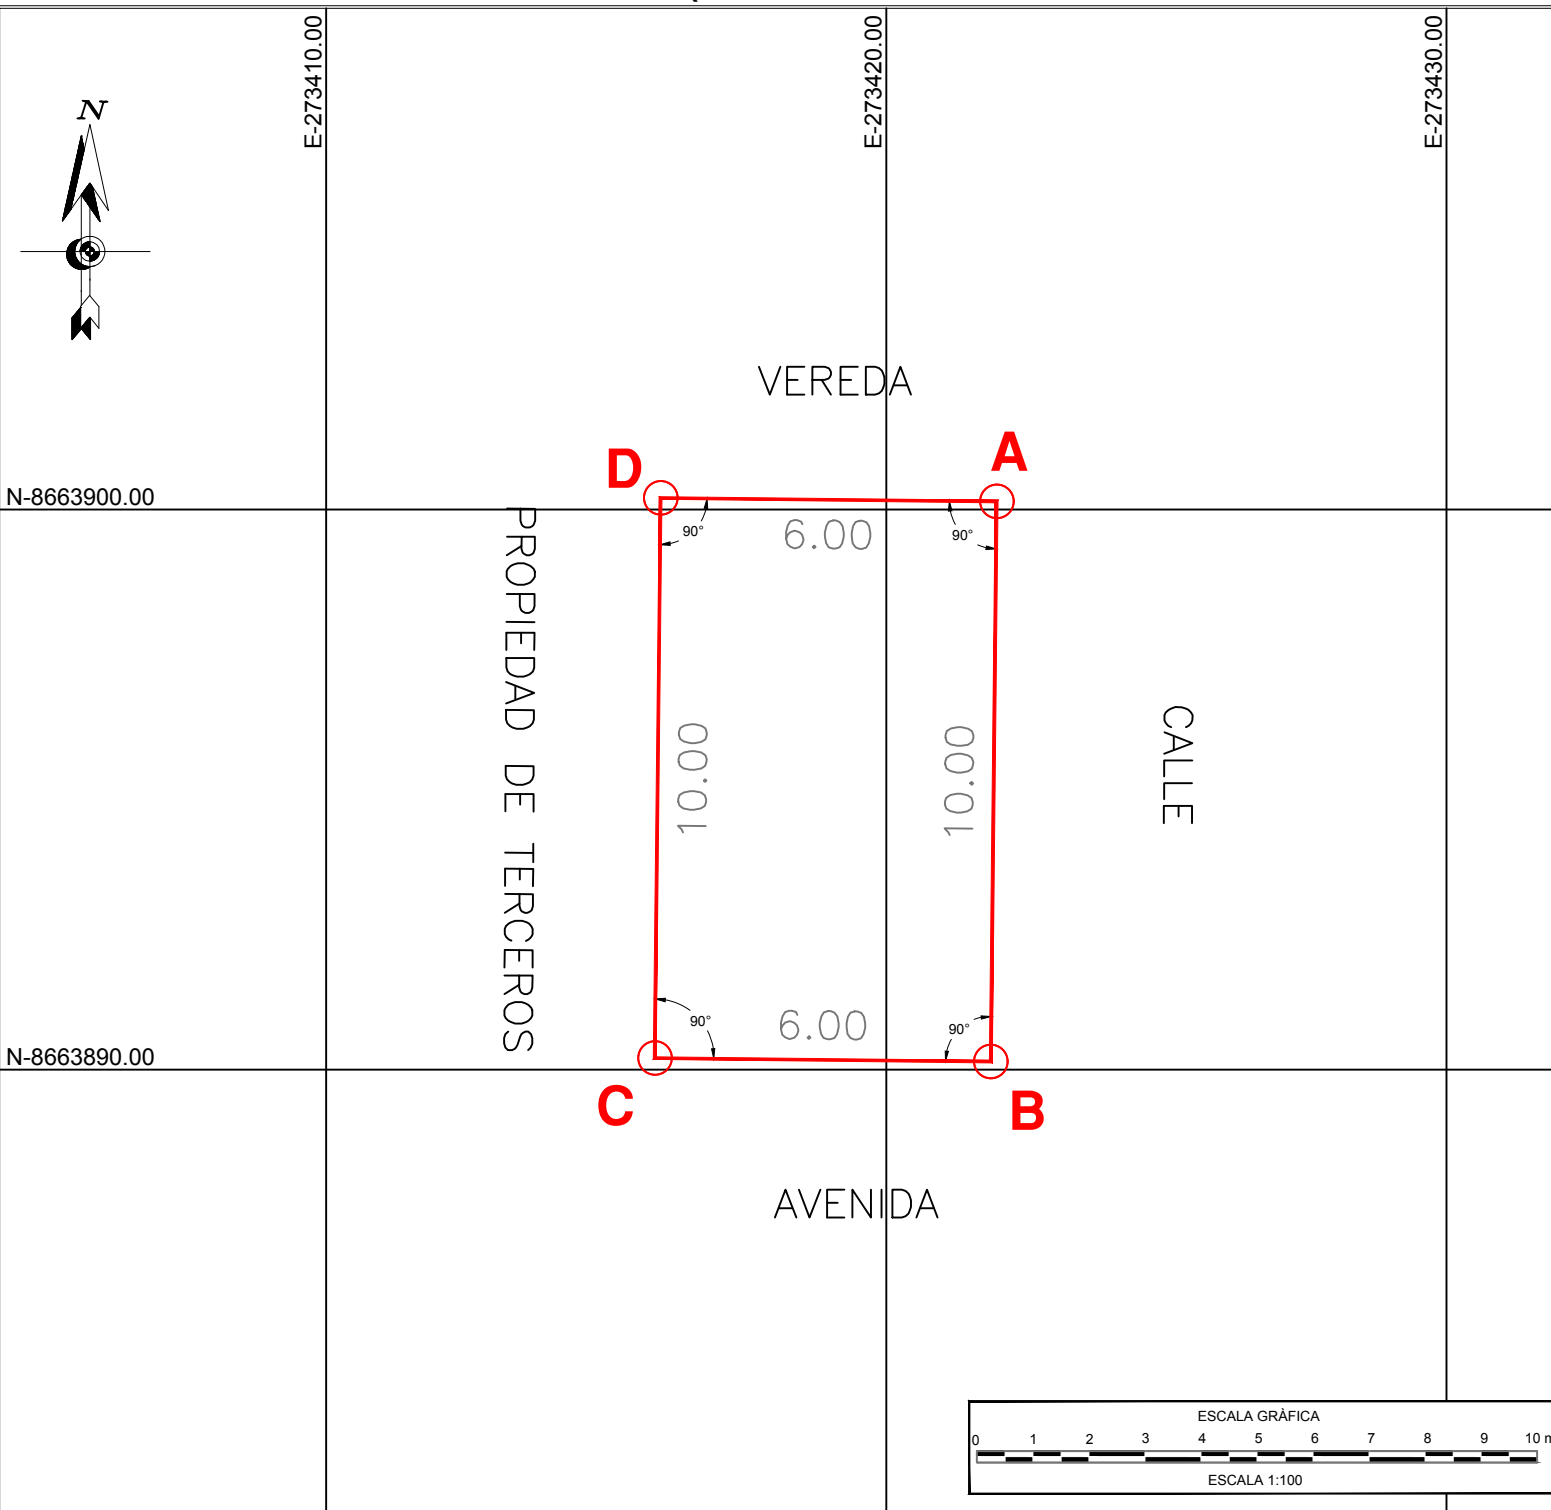 E-273410.00
E-273420.00
E-273430.00
N
VEREDA
D
A
N-8663900.00
90°
6.00
90°
PROPIEDAD DE TERCEROS
10.00
10.00
CALLE
N-8663890.00
90°
6.00
90°
C
B
AVENIDA
ESCALA GRÀFICA
0 1 2 3 4 5 6 7 8 9 10 m
ESCALA 1:100